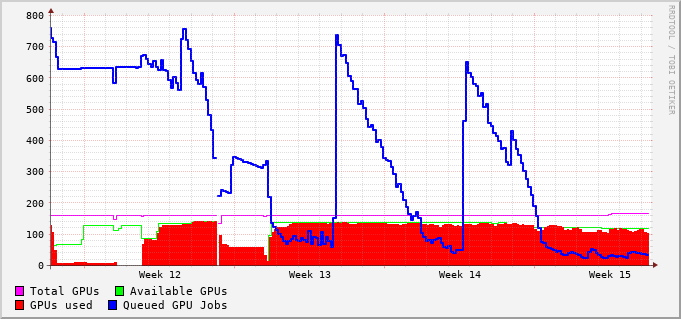 800
700
600
500
400
300
200
100
0
Week 12 Week 13 Week 14 Week 15
Total GPUs Available GPUs
GPUs used Queued GPU Jobs
RRDTOOL / TOBI OETIKER